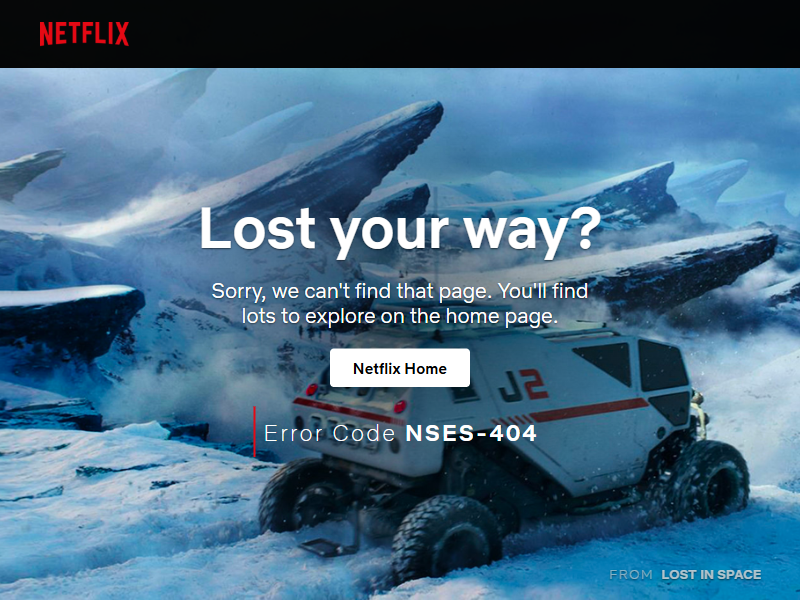 NETFLIX
Lost your way?
Sorry, we can't find that page. You'll find
lots to explore on the home page.
Netflix Home
J2
Error Code NSES-404
FROM LOST IN SPACE